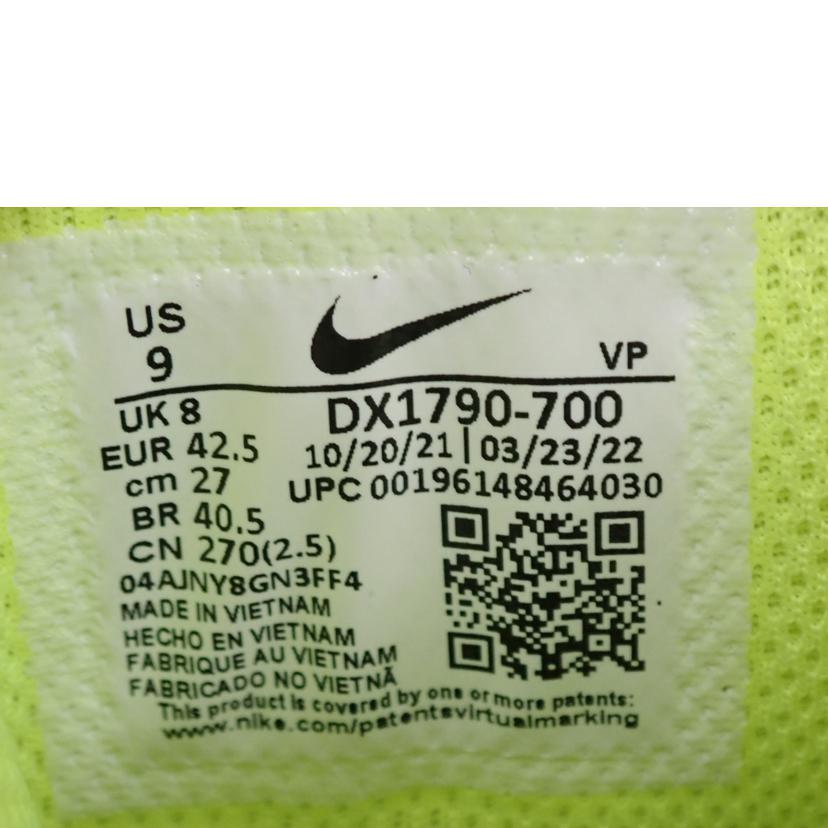 US
9
VP
UK 8
EUR 42.5
cm 27
BR 40.5
CN 270(2.5)
DX1790-700
10/20/21 | 03/23/22
UPC 00196148464030
04AJNY8GN3FF4
MADE IN VIETNAM
HECHO EN VIETNAM
FABRIQUE AU VIETNAM
FABRICADO NO VIETNÃ
This product is covered by one or more patents:
www.nike.com/patentsvirtualmarking